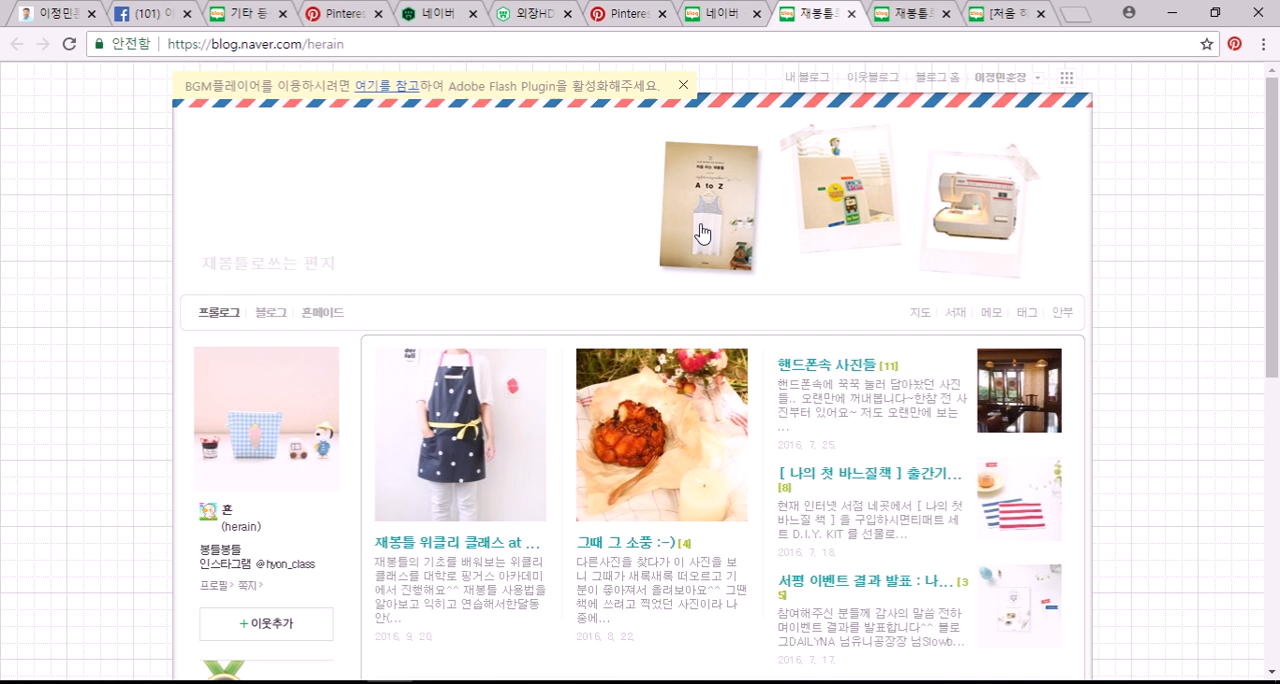 이정민
(101)
기타 등
Pinteres
네이버
외장HD
Pinteres
네이버
재봉틀로
재봉틀로
[처음 하
안전함
https://blog.naver.com/herain
BGM플레이어를 이용하시려면 여기를 참고하여 Adobe Flash Plugin을 활성화해주세요.
내 블로그
이웃블로그
블로그 홈
이정민훈장
A to Z
재봉틀로쓰는 편지
프롤로그
블로그
혼메이드
지도
서재
메모
태그
안부
혼
(herain)
봉틀봉틀
인스타그램 @hyon_class
프로필> 쪽지>
+이웃추가
재봉틀 위클리 클래스 at ...
재봉틀의 기초를 배워보는 위클리
클래스를 대학로 핑거스 아카데미
에서 진행해요^^ 재봉틀 사용법을
알아보고 익히고 연습해서한달동
안(...
2016. 9. 20.
그때 그 소풍 :-) [4]
다른사진을 찾다가 이 사진을 보
니 그때가 새록새록 떠오르고 기
분이 좋아져서 올려보아요^^ 그땐
책에 쓰려고 찍었던 사진이라 나
중에...
2016. 8. 22.
핸드폰속 사진들 [11]
핸드폰속에 꾹꾹 눌러 담아놨던 사진
들.. 오랜만에 꺼내봅니다~한참 전 사
진부터 있어요~ 저도 오랜만에 보는
...
2016. 7. 25.
[ 나의 첫 바느질책 ] 출간기...
[8]
현재 인터넷 서점 네곳에서 [ 나의 첫
바느질 책 ] 을 구입하시면티매트 세
트 D.I.Y. KIT 를 선물로...
2016. 7. 18.
서평 이벤트 결과 발표 : 나... [3
5]
참여해주신 분들께 감사의 말씀 전하
며이벤트 결과를 발표합니다^^ 블로
그DAILYNA 님유니공장장 님Slowb...
2016. 7. 17.